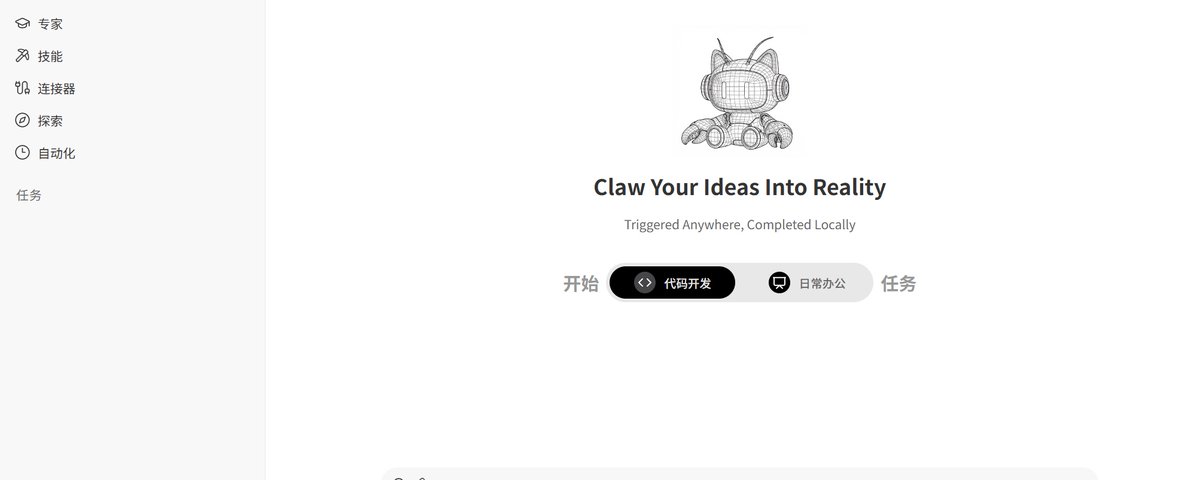 专家
技能
连接器
探索
自动化
任务
Claw Your Ideas Into Reality
Triggered Anywhere, Completed Locally
开始 代码开发 日常办公 任务